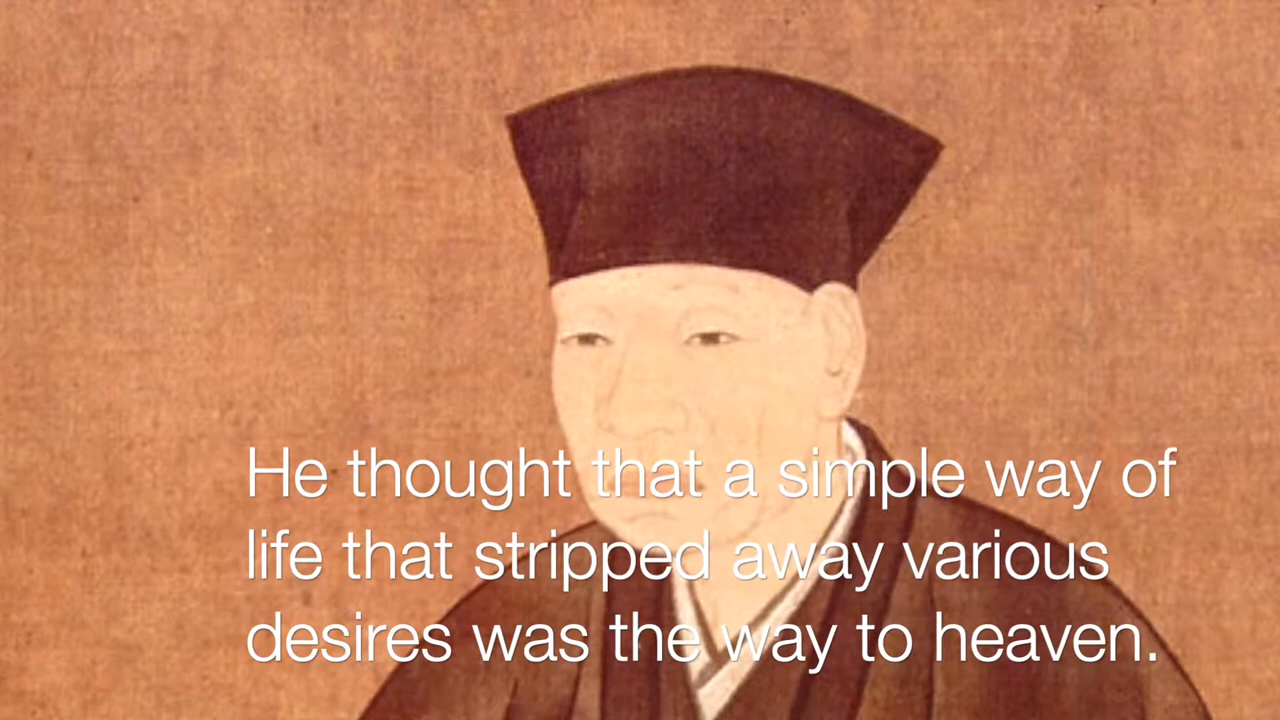 He thought that a simple way of
life that stripped away various
desires was the way to heaven.